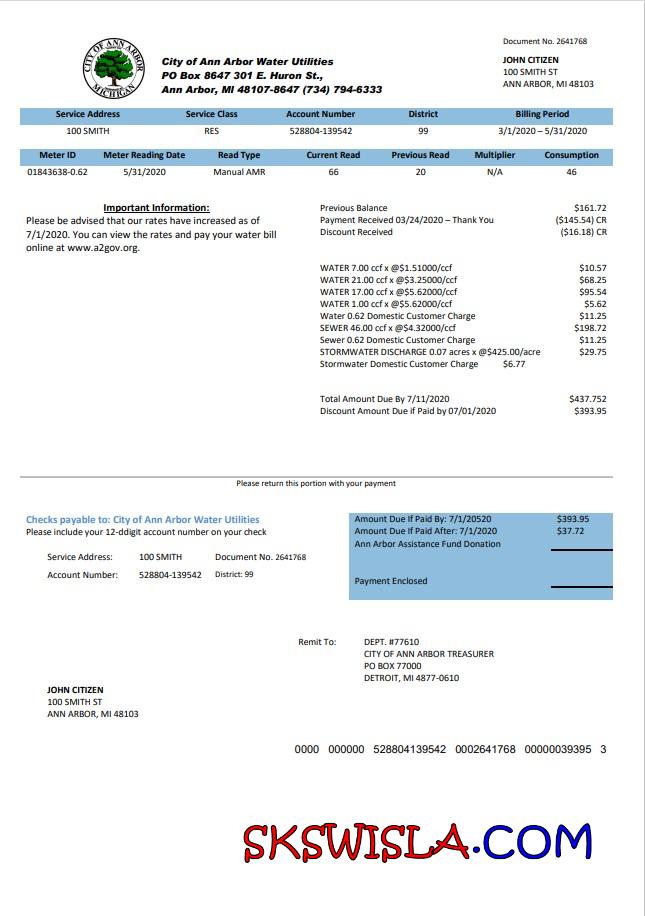 CITY OF ANN ARBOR
MICHIGAN
City of Ann Arbor Water Utilities
PO Box 8647 301 E. Huron St.,
Ann Arbor, MI 48107-8647 (734) 794-6333
Document No. 2641768
JOHN CITIZEN
100 SMITH ST
ANN ARBOR, MI 48103
Service Address Service Class Account Number District Billing Period
100 SMITH RES 528804-139542 99 3/1/2020 – 5/31/2020
Meter ID Meter Reading Date Read Type Current Read Previous Read Multiplier Consumption
01843638-0.62 5/31/2020 Manual AMR 66 20 N/A 46
Important Information:
Please be advised that our rates have increased as of
7/1/2020. You can view the rates and pay your water bill
online at www.a2gov.org.
Previous Balance $161.72
Payment Received 03/24/2020 – Thank You ($145.54) CR
Discount Received ($16.18) CR
WATER 7.00 ccf x @$1.51000/ccf $10.57
WATER 21.00 ccf x @$3.25000/ccf $68.25
WATER 17.00 ccf x @$5.62000/ccf $95.54
WATER 1.00 ccf x @$5.62000/ccf $5.62
Water 0.62 Domestic Customer Charge $11.25
SEWER 46.00 ccf x @$4.32000/ccf $198.72
Sewer 0.62 Domestic Customer Charge $11.25
STORMWATER DISCHARGE 0.07 acres x @$425.00/acre $29.75
Stormwater Domestic Customer Charge $6.77
Total Amount Due By 7/11/2020 $437.752
Discount Amount Due if Paid by 07/01/2020 $393.95
Please return this portion with your payment
Checks payable to: City of Ann Arbor Water Utilities
Please include your 12-ddigit account number on your check
Service Address: 100 SMITH Document No. 2641768
Account Number: 528804-139542 District: 99
Amount Due If Paid By: 7/1/20520 $393.95
Amount Due If Paid After: 7/1/2020 $37.72
Ann Arbor Assistance Fund Donation
Payment Enclosed
Remit To: DEPT. #77610
CITY OF ANN ARBOR TREASURER
PO BOX 77000
DETROIT, MI 4877-0610
JOHN CITIZEN
100 SMITH ST
ANN ARBOR, MI 48103
0000 000000 528804139542 0002641768 00000039395 3
SKSWISLA.COM